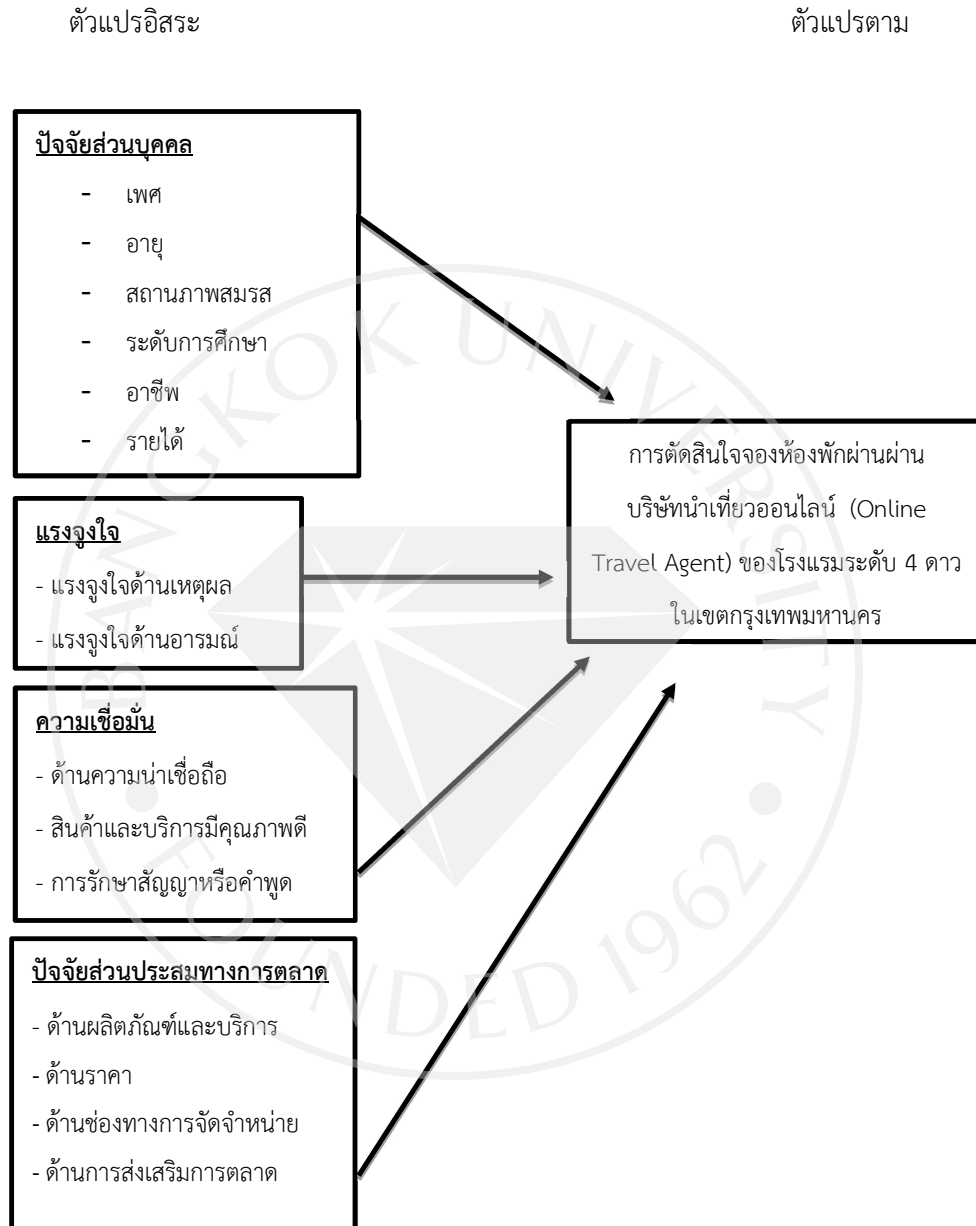 ตัวแปรอิสระ
ตัวแปรตาม
ปัจจัยส่วนบุคคล
- เพศ
- อายุ
- สถานภาพสมรส
- ระดับการศึกษา
- อาชีพ
- รายได้
แรงจูงใจ
- แรงจูงใจด้านเหตุผล
- แรงจูงใจด้านอารมณ์
ความเชื่อมั่น
- ด้านความน่าเชื่อถือ
- สินค้าและบริการมีคุณภาพดี
- การรักษาสัญญาหรือคำพูด
ปัจจัยส่วนประสมทางการตลาด
- ด้านผลิตภัณฑ์และบริการ
- ด้านราคา
- ด้านช่องทางการจัดจำหน่าย
- ด้านการส่งเสริมการตลาด
การตัดสินใจจองห้องพักผ่านผ่าน
บริษัทนำเที่ยวออนไลน์ (Online
Travel Agent) ของโรงแรมระดับ 4 ดาว
ในเขตกรุงเทพมหานคร
BANGKOK UNIVERSITY
FOUNDED 1962